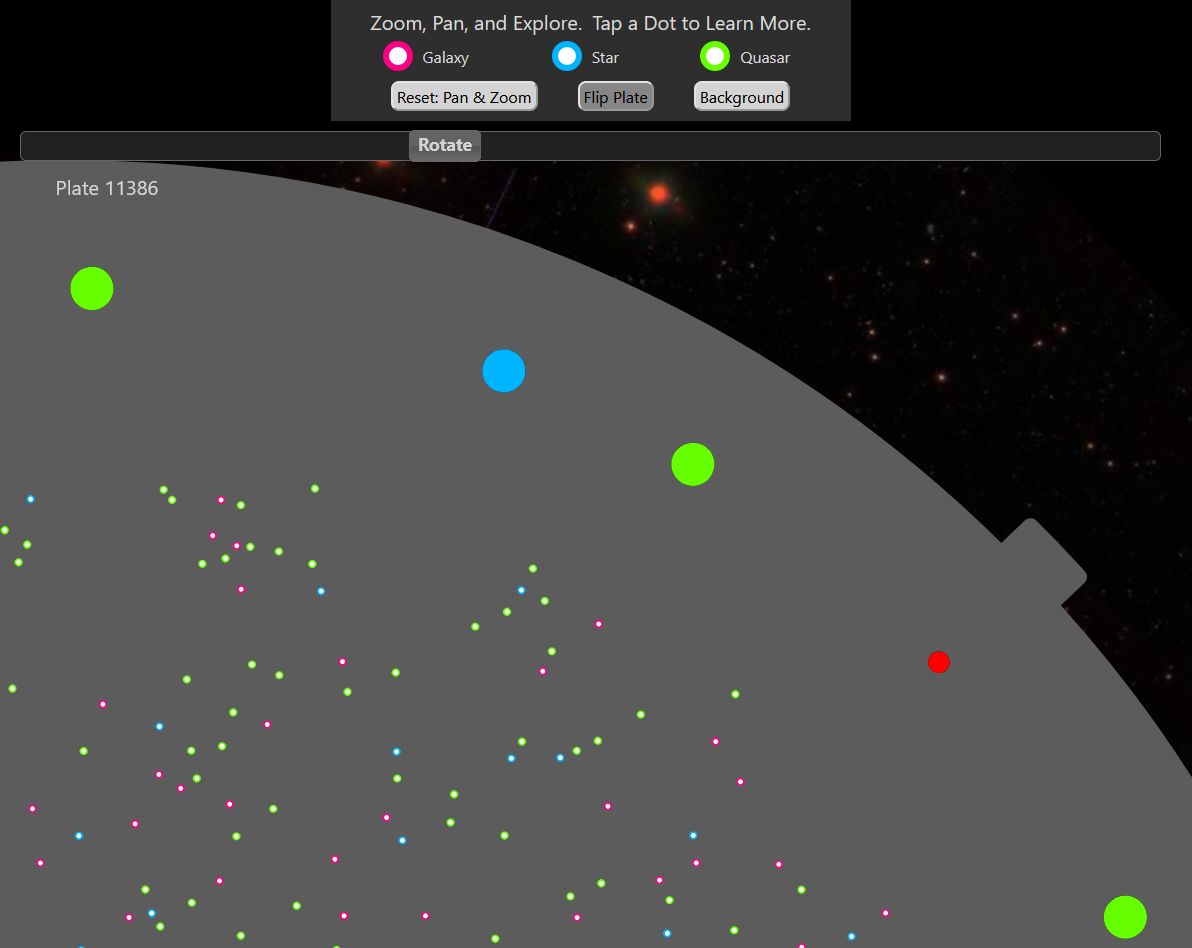 Zoom, Pan, and Explore.  Tap a Dot to Learn More.
Galaxy Star Quasar
Reset: Pan & Zoom Flip Plate Background
Rotate
Plate 11386